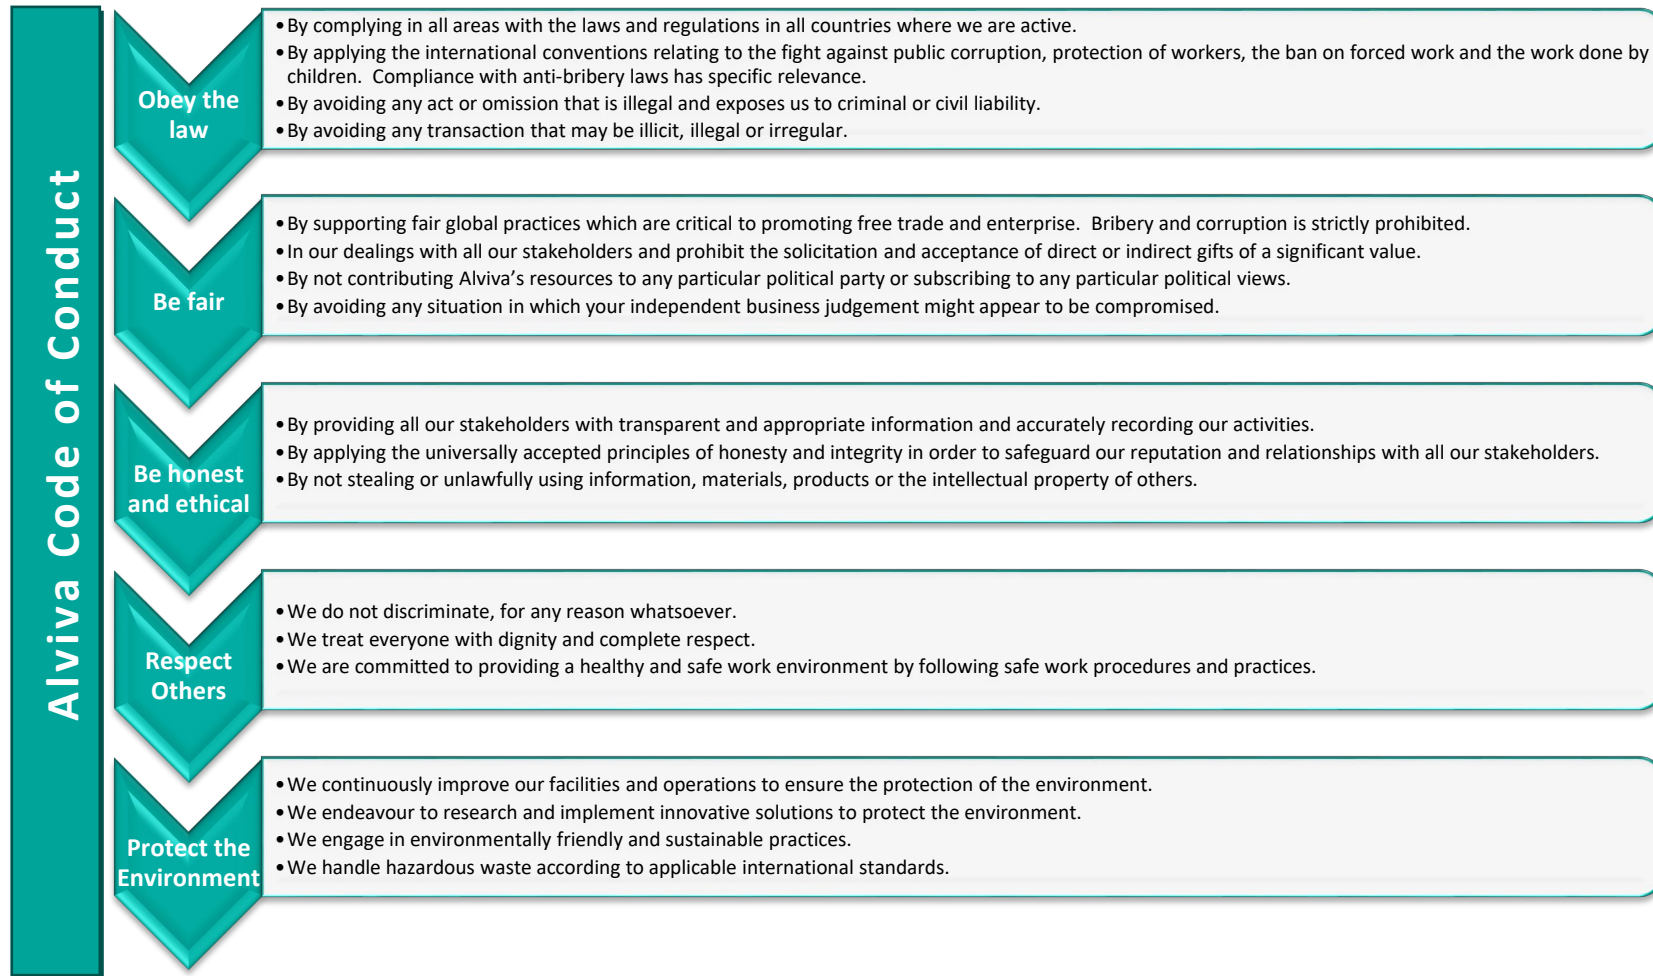 Alviva Code of Conduct
Obey the
law
•By complying in all areas with the laws and regulations in all countries where we are active.
•By applying the international conventions relating to the fight against public corruption, protection of workers, the ban on forced work and the work done by
children.  Compliance with anti-bribery laws has specific relevance.
•By avoiding any act or omission that is illegal and exposes us to criminal or civil liability.
•By avoiding any transaction that may be illicit, illegal or irregular.
Be fair
•By supporting fair global practices which are critical to promoting free trade and enterprise.  Bribery and corruption is strictly prohibited.
•In our dealings with all our stakeholders and prohibit the solicitation and acceptance of direct or indirect gifts of a significant value.
•By not contributing Alviva’s resources to any particular political party or subscribing to any particular political views.
•By avoiding any situation in which your independent business judgement might appear to be compromised.
Be honest
and ethical
•By providing all our stakeholders with transparent and appropriate information and accurately recording our activities.
•By applying the universally accepted principles of honesty and integrity in order to safeguard our reputation and relationships with all our stakeholders.
•By not stealing or unlawfully using information, materials, products or the intellectual property of others.
Respect
Others
•We do not discriminate, for any reason whatsoever.
•We treat everyone with dignity and complete respect.
•We are committed to providing a healthy and safe work environment by following safe work procedures and practices.
Protect the
Environment
•We continuously improve our facilities and operations to ensure the protection of the environment.
•We endeavour to research and implement innovative solutions to protect the environment.
•We engage in environmentally friendly and sustainable practices.
•We handle hazardous waste according to applicable international standards.